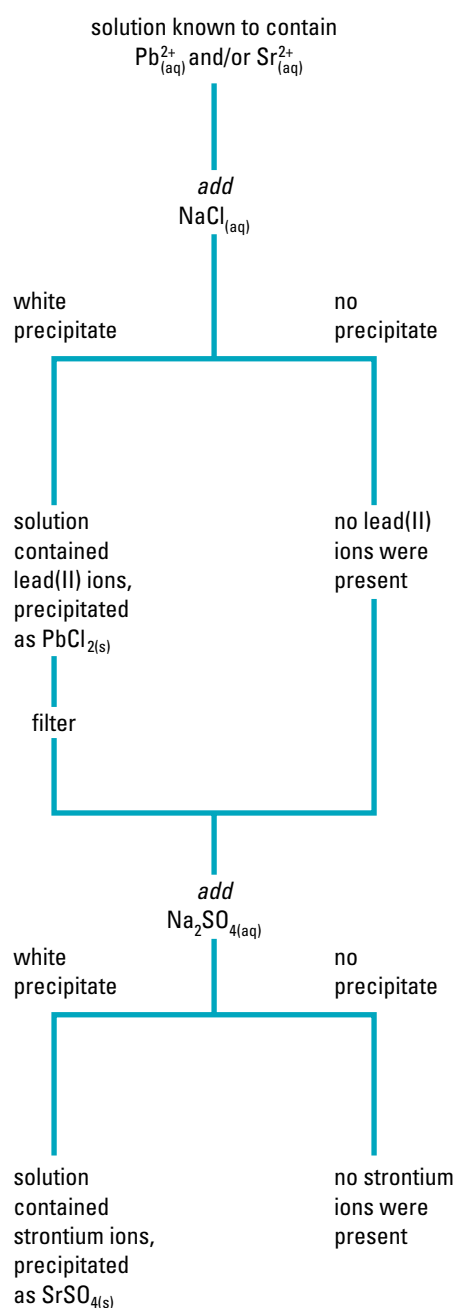 solution known to contain
Pb²⁺(aq) and/or Sr²⁺(aq)
add
NaCl(aq)
white
precipitate
no
precipitate
solution
contained
lead(II) ions,
precipitated
as PbCl₂(s)
no lead(II)
ions were
present
filter
add
Na₂SO₄(aq)
white
precipitate
no
precipitate
solution
contained
strontium ions,
precipitated
as SrSO₄(s)
no strontium
ions were
present